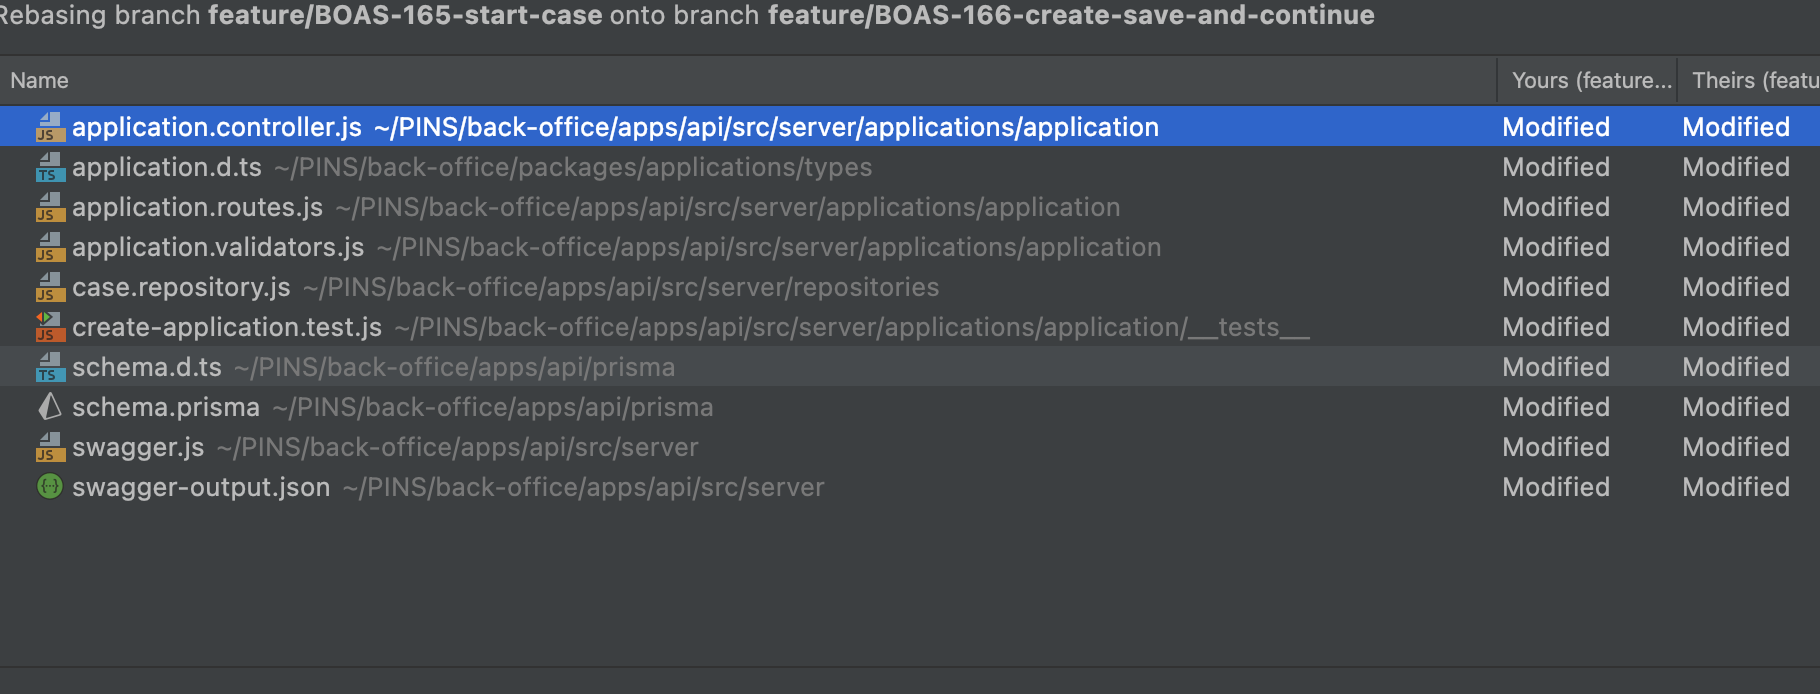 Rebasing branch feature/BOAS-165-start-case onto branch feature/BOAS-166-create-save-and-continue
Name Yours (feature... Theirs (featu
JS application.controller.js ~/PINS/back-office/apps/api/src/server/applications/application Modified Modified
TS application.d.ts ~/PINS/back-office/packages/applications/types Modified Modified
JS application.routes.js ~/PINS/back-office/apps/api/src/server/applications/application Modified Modified
JS application.validators.js ~/PINS/back-office/apps/api/src/server/applications/application Modified Modified
JS case.repository.js ~/PINS/back-office/apps/api/src/server/repositories Modified Modified
JS create-application.test.js ~/PINS/back-office/apps/api/src/server/applications/application/__tests__ Modified Modified
TS schema.d.ts ~/PINS/back-office/apps/api/prisma Modified Modified
schema.prisma ~/PINS/back-office/apps/api/prisma Modified Modified
JS swagger.js ~/PINS/back-office/apps/api/src/server Modified Modified
swagger-output.json ~/PINS/back-office/apps/api/src/server Modified Modified